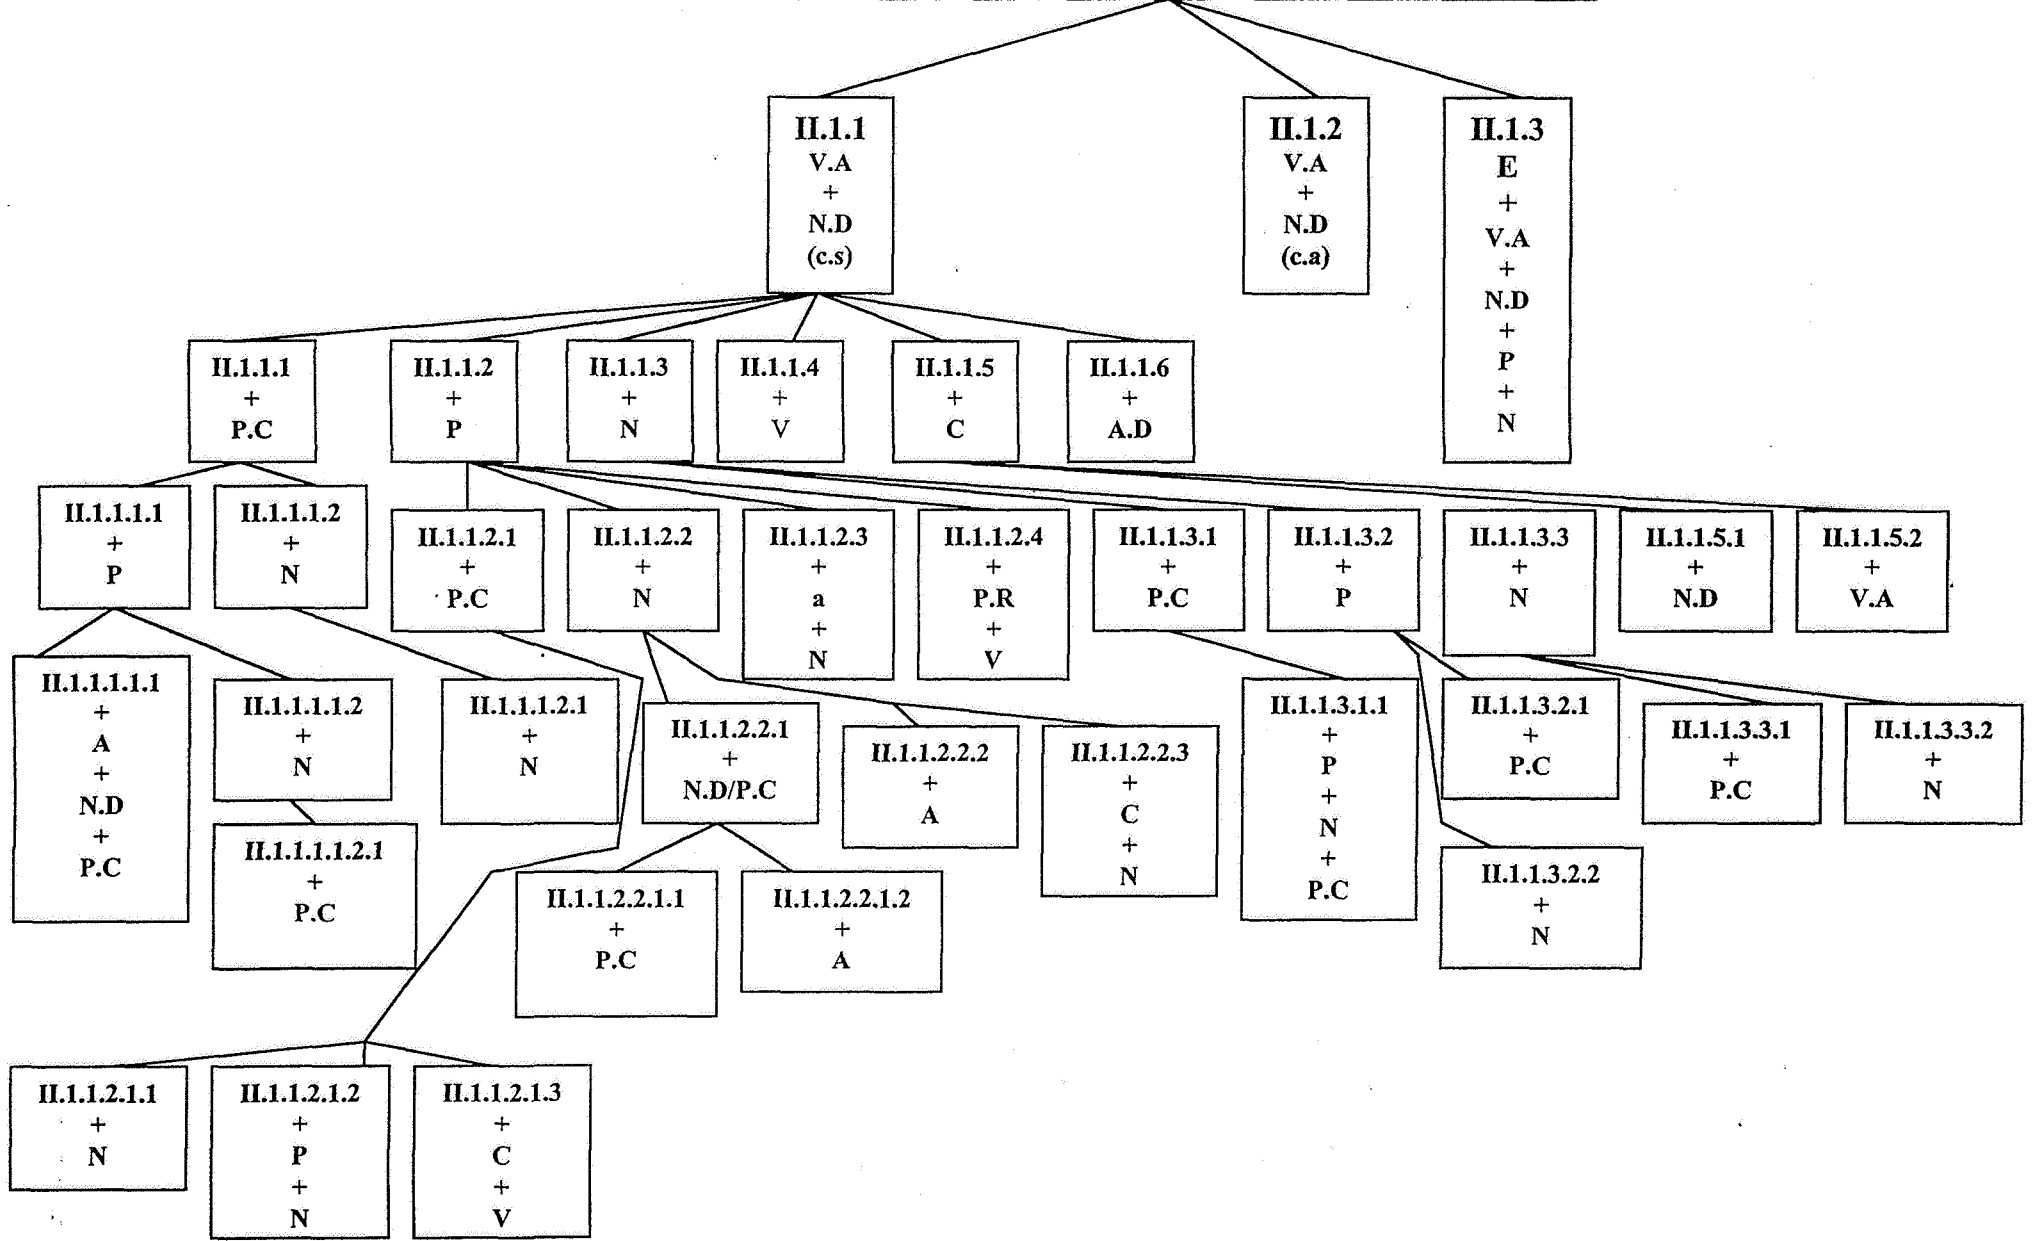 II.1.1
V.A
+
N.D
(c.s)
II.1.2
V.A
+
N.D
(c.a)
II.1.3
E
+
V.A
+
N.D
+
P
+
N
II.1.1.1
+
P.C
II.1.1.2
+
P
II.1.1.3
+
N
II.1.1.4
+
V
II.1.1.5
+
C
II.1.1.6
+
A.D
II.1.1.1.1
+
P
II.1.1.1.2
+
N
II.1.1.2.1
+
P.C
II.1.1.2.2
+
N
II.1.1.2.3
+
a
+
N
II.1.1.2.4
+
P.R
+
V
II.1.1.3.1
+
P.C
II.1.1.3.2
+
P
II.1.1.3.3
+
N
II.1.1.5.1
+
N.D
II.1.1.5.2
+
V.A
II.1.1.1.1.1
+
A
+
N.D
+
P.C
II.1.1.1.1.2
+
N
II.1.1.1.2.1
+
N
II.1.1.2.2.1
+
N.D/P.C
II.1.1.2.2.2
+
A
II.1.1.2.2.3
+
C
+
N
II.1.1.3.1.1
+
P
+
N
+
P.C
II.1.1.3.2.1
+
P.C
II.1.1.3.3.1
+
P.C
II.1.1.3.3.2
+
N
II.1.1.1.1.2.1
+
P.C
II.1.1.2.2.1.1
+
P.C
II.1.1.2.2.1.2
+
A
II.1.1.3.2.2
+
N
II.1.1.2.1.1
+
N
II.1.1.2.1.2
+
P
+
N
II.1.1.2.1.3
+
C
+
V